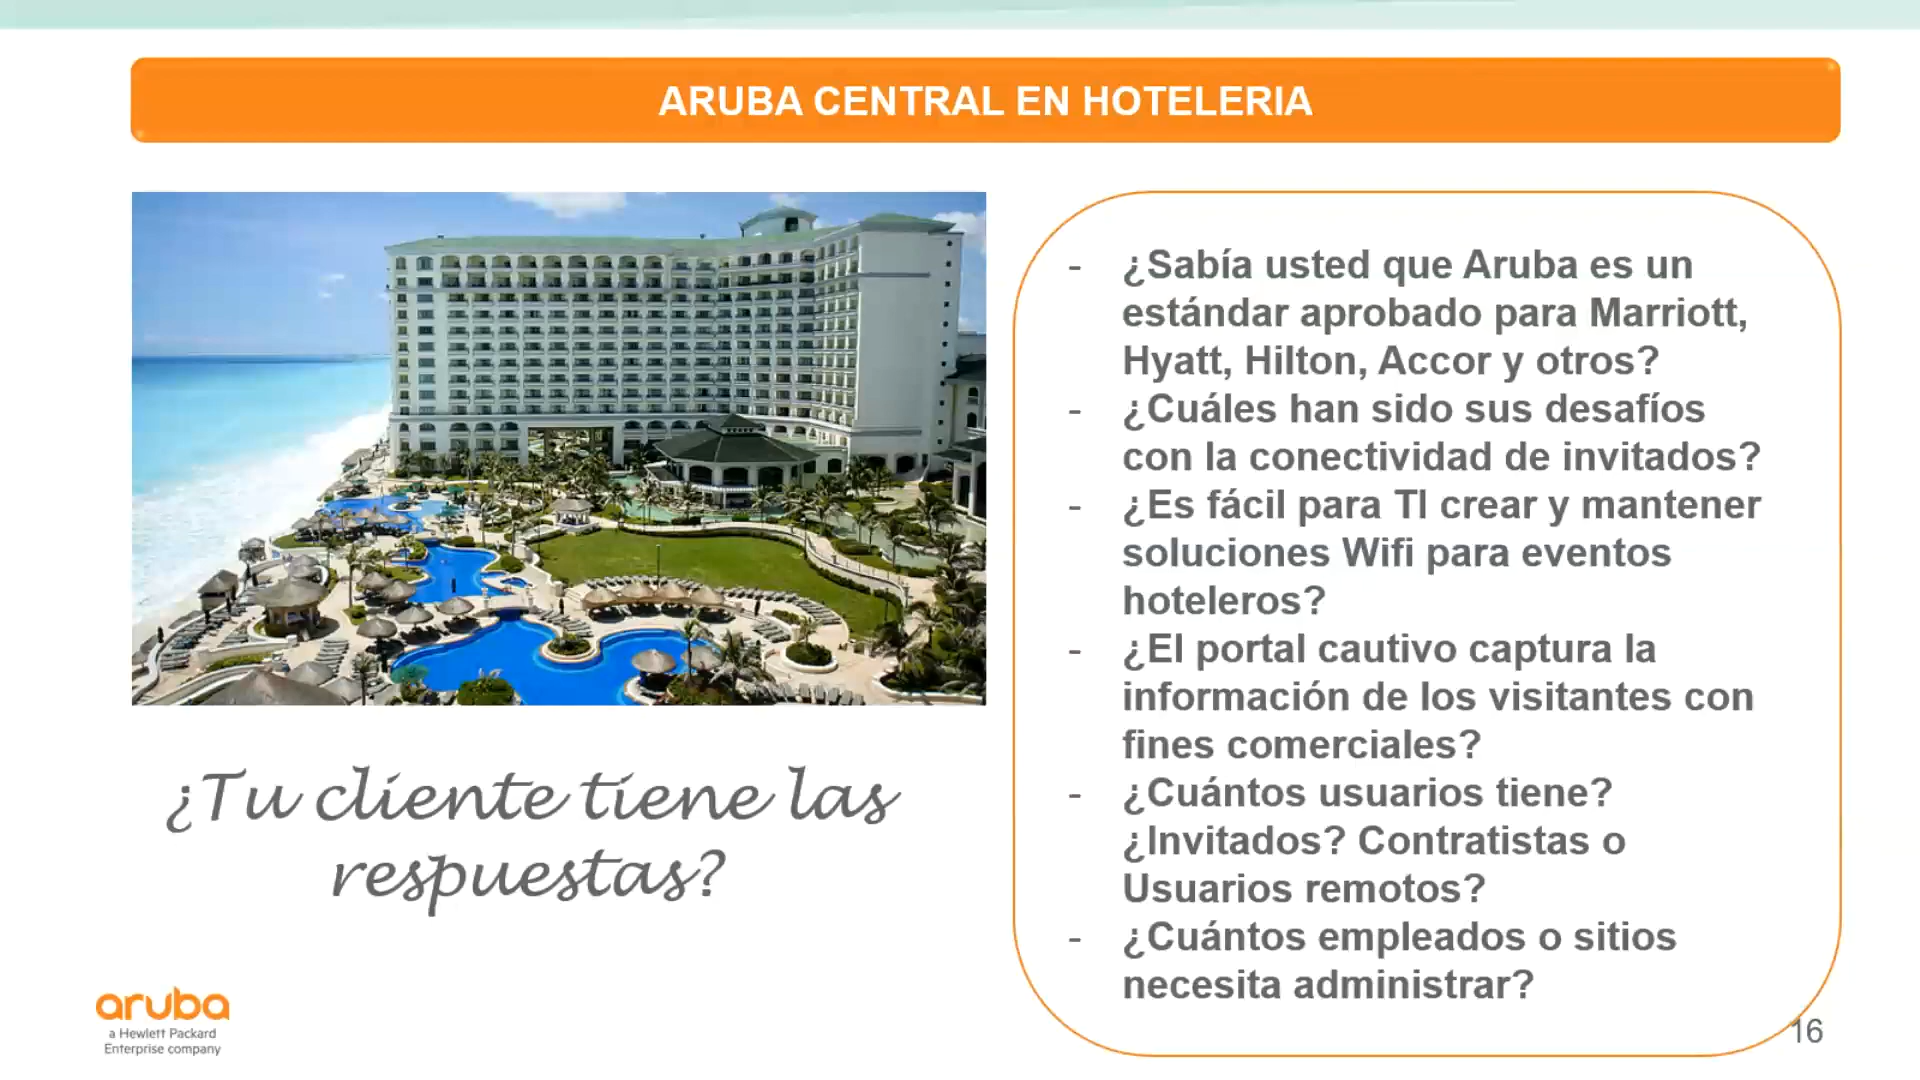 ARUBA CENTRAL EN HOTELERIA
- ¿Sabía usted que Aruba es un
estándar aprobado para Marriott,
Hyatt, Hilton, Accor y otros?
- ¿Cuáles han sido sus desafíos
con la conectividad de invitados?
- ¿Es fácil para TI crear y mantener
soluciones Wifi para eventos
hoteleros?
- ¿El portal cautivo captura la
información de los visitantes con
fines comerciales?
- ¿Cuántos usuarios tiene?
¿Invitados? Contratistas o
Usuarios remotos?
- ¿Cuántos empleados o sitios
necesita administrar?
¿Tu cliente tiene las
respuestas?
aruba
a Hewlett Packard
Enterprise company
16